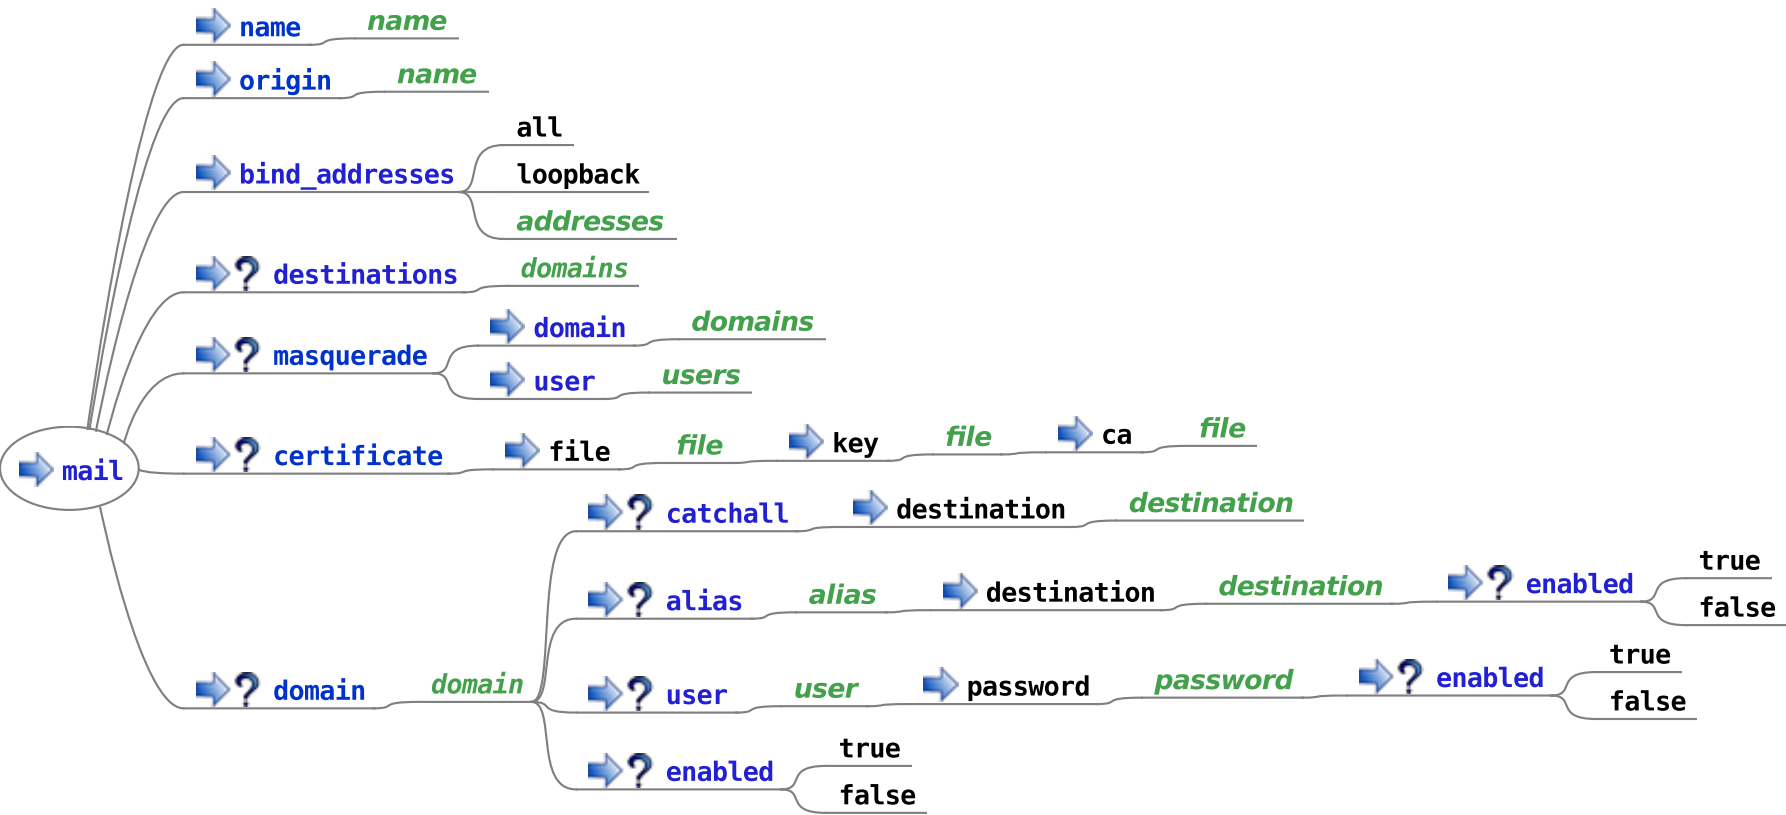 name name
origin name
all
bind_addresses loopback
addresses
destinations domains
masquerade domain domains
user users
mail
certificate file file key file ca file
catchall destination destination
alias alias destination destination enabled true
false
domain domain
user user password password enabled true
false
enabled true
false